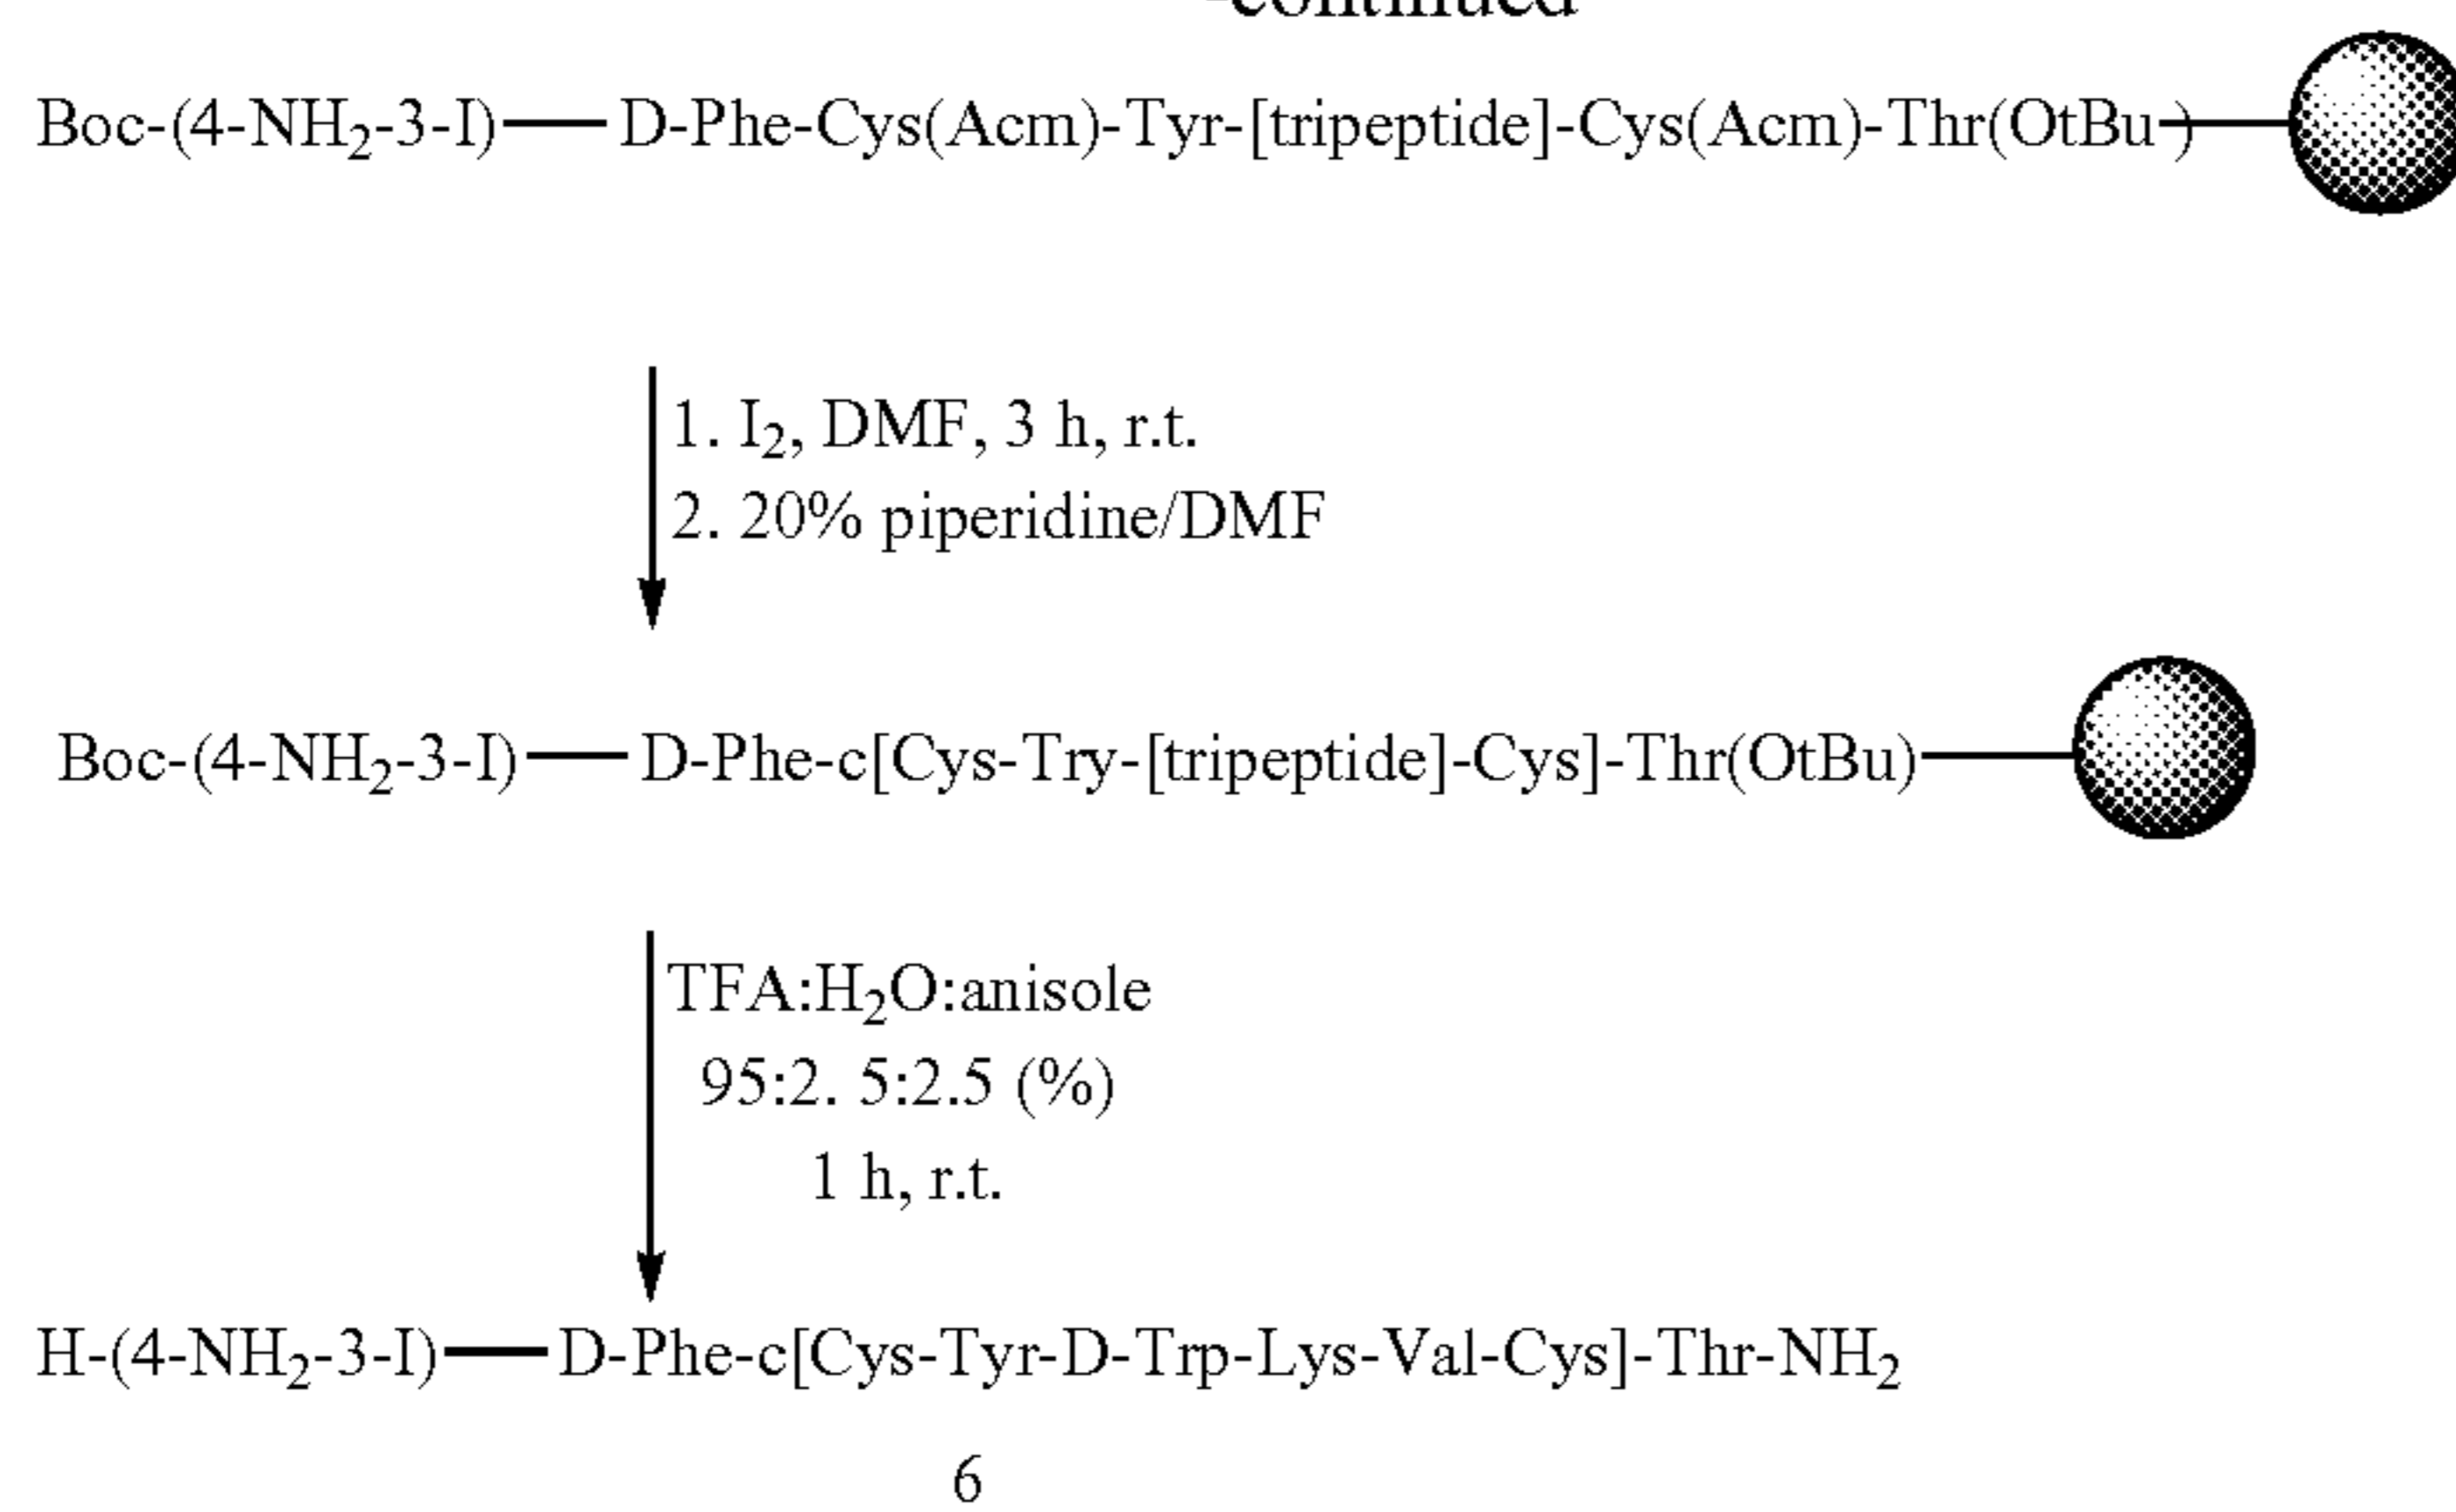 -continued
Boc-(4-NH2-3-I)—D-Phe-Cys(Acm)-Tyr-[tripeptide]-Cys(Acm)-Thr(OtBu )
1. I2, DMF, 3 h, r.t.
2. 20% piperidine/DMF
Boc-(4-NH2-3-I)—D-Phe-c[Cys-Try-[tripeptide]-Cys]-Thr(OtBu)
TFA:H2O:anisole
95:2. 5:2.5 (%)
1 h, r.t.
H-(4-NH2-3-I)—D-Phe-c[Cys-Tyr-D-Trp-Lys-Val-Cys]-Thr-NH2
6